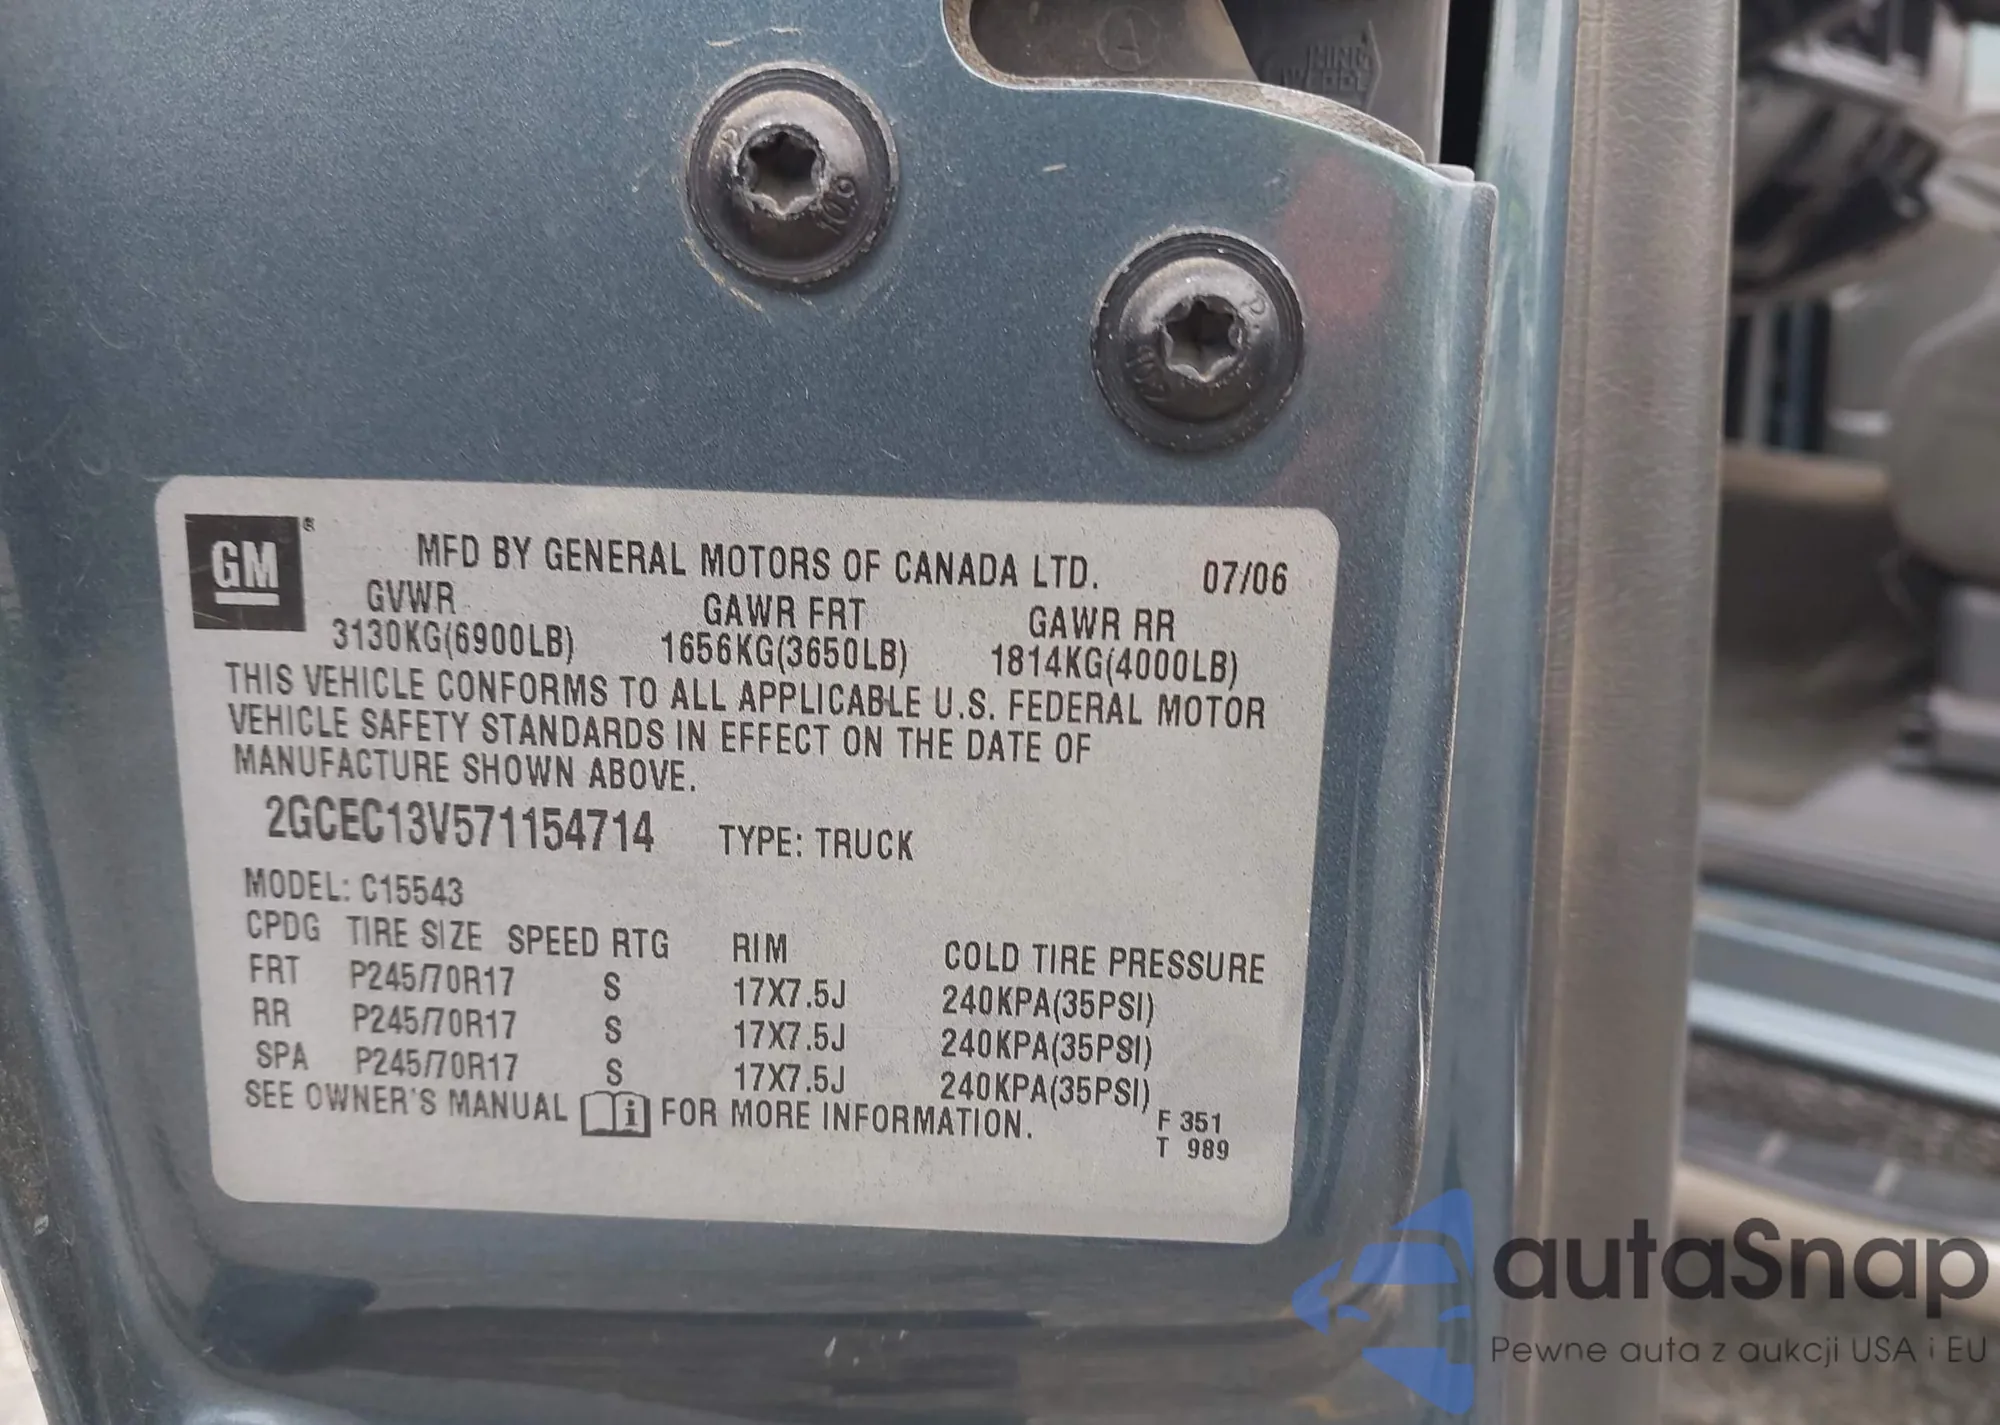 GM®
MFD BY GENERAL MOTORS OF CANADA LTD. 07/06
GVWR GAWR FRT GAWR RR
3130KG(6900LB) 1656KG(3650LB) 1814KG(4000LB)
THIS VEHICLE CONFORMS TO ALL APPLICABLE U.S. FEDERAL MOTOR
VEHICLE SAFETY STANDARDS IN EFFECT ON THE DATE OF
MANUFACTURE SHOWN ABOVE.
2GCEC13V571154714 TYPE: TRUCK
MODEL: C15543
CPDG TIRE SIZE SPEED RTG RIM COLD TIRE PRESSURE
FRT P245/70R17 S 17X7.5J 240KPA(35PSI)
RR P245/70R17 S 17X7.5J 240KPA(35PSI)
SPA P245/70R17 S 17X7.5J 240KPA(35PSI)
SEE OWNER'S MANUAL i FOR MORE INFORMATION.
F 351
T 989
autaSnap
Pewne auta z aukcji USA i EU